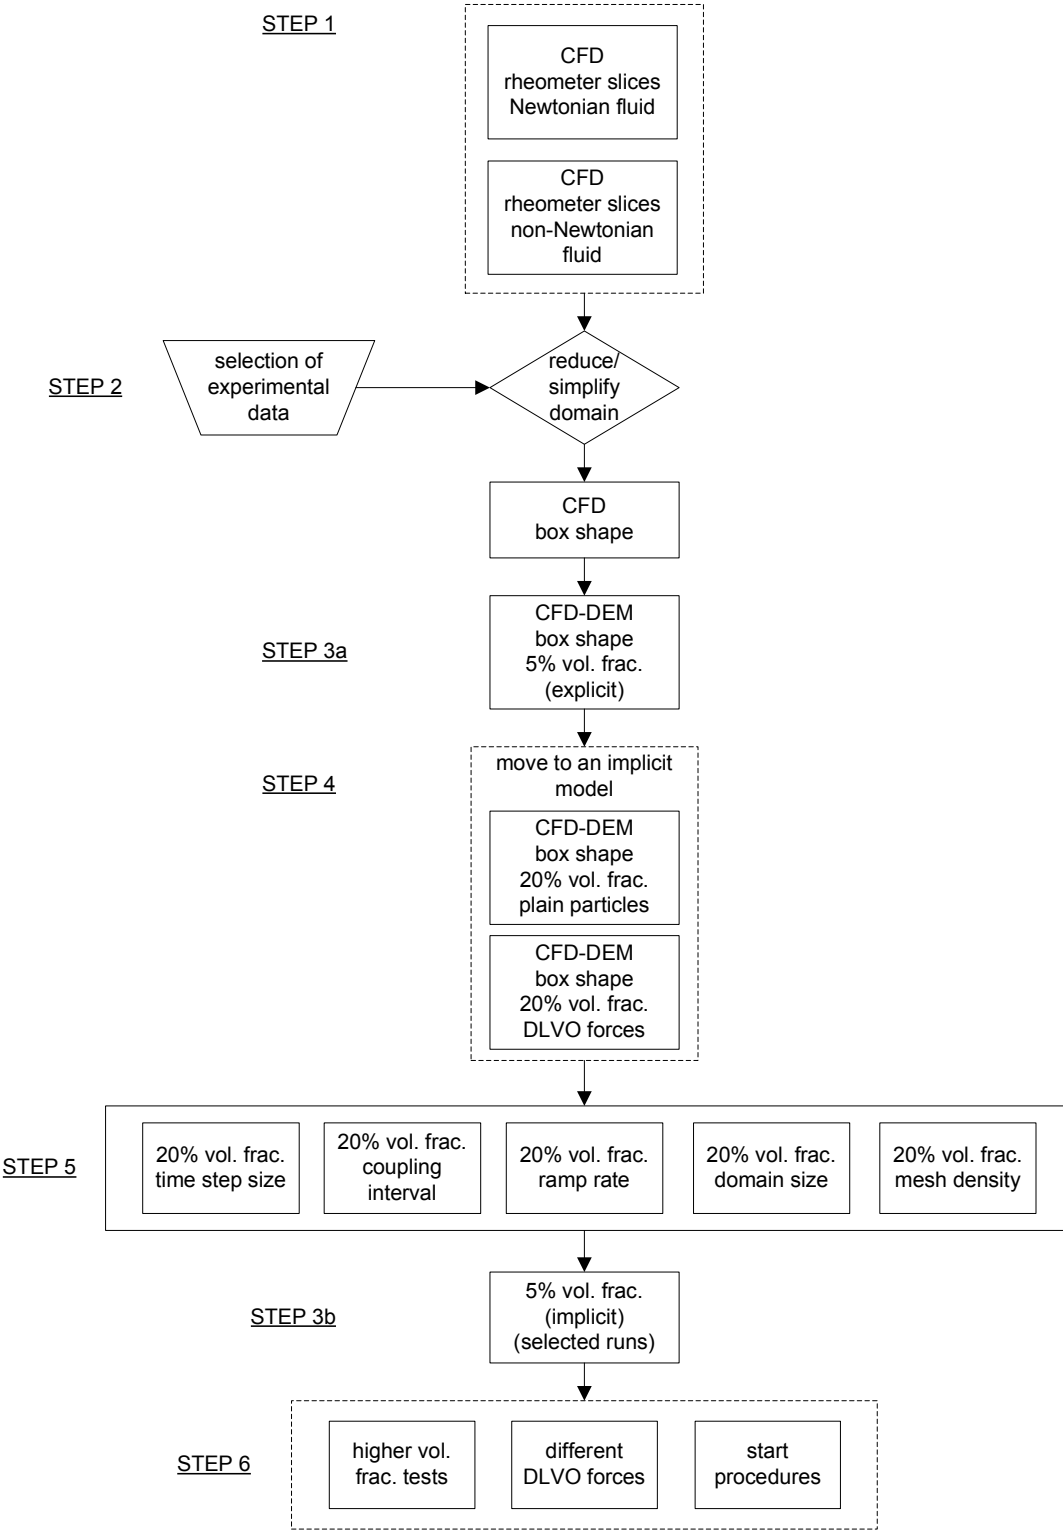 STEP 1
CFD
rheometer slices
Newtonian fluid
CFD
rheometer slices
non-Newtonian
fluid
STEP 2
selection of
experimental
data
reduce/
simplify
domain
CFD
box shape
STEP 3a
CFD-DEM
box shape
5% vol. frac.
(explicit)
STEP 4
move to an implicit
model
CFD-DEM
box shape
20% vol. frac.
plain particles
CFD-DEM
box shape
20% vol. frac.
DLVO forces
STEP 5
20% vol. frac.
time step size
20% vol. frac.
coupling
interval
20% vol. frac.
ramp rate
20% vol. frac.
domain size
20% vol. frac.
mesh density
STEP 3b
5% vol. frac.
(implicit)
(selected runs)
STEP 6
higher vol.
frac. tests
different
DLVO forces
start
procedures